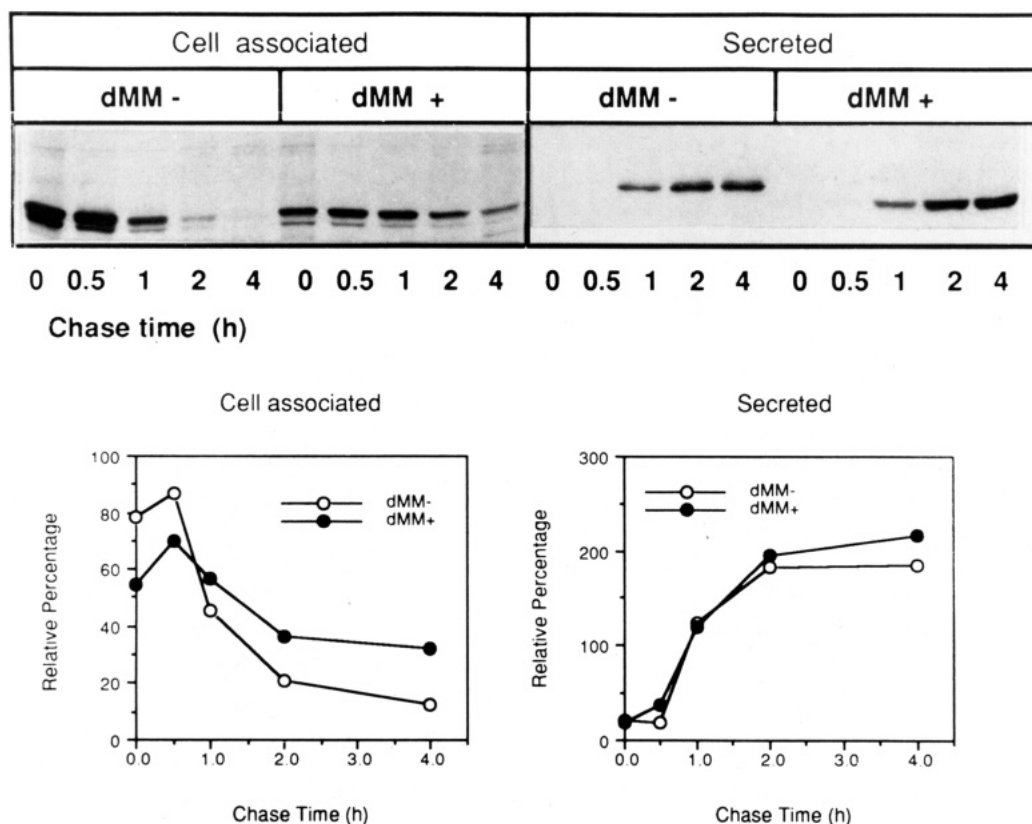 Cell associated Secreted
dMM - dMM + dMM - dMM +
0 0.5 1 2 4 0 0.5 1 2 4 0 0.5 1 2 4 0 0.5 1 2 4
Chase time (h)
Cell associated
100
80
60
40
20
0
Relative Percentage
dMM-
dMM+
0.0 1.0 2.0 3.0 4.0
Chase Time (h)
Secreted
300
200
100
0
Relative Percentage
dMM-
dMM+
0.0 1.0 2.0 3.0 4.0
Chase Time (h)